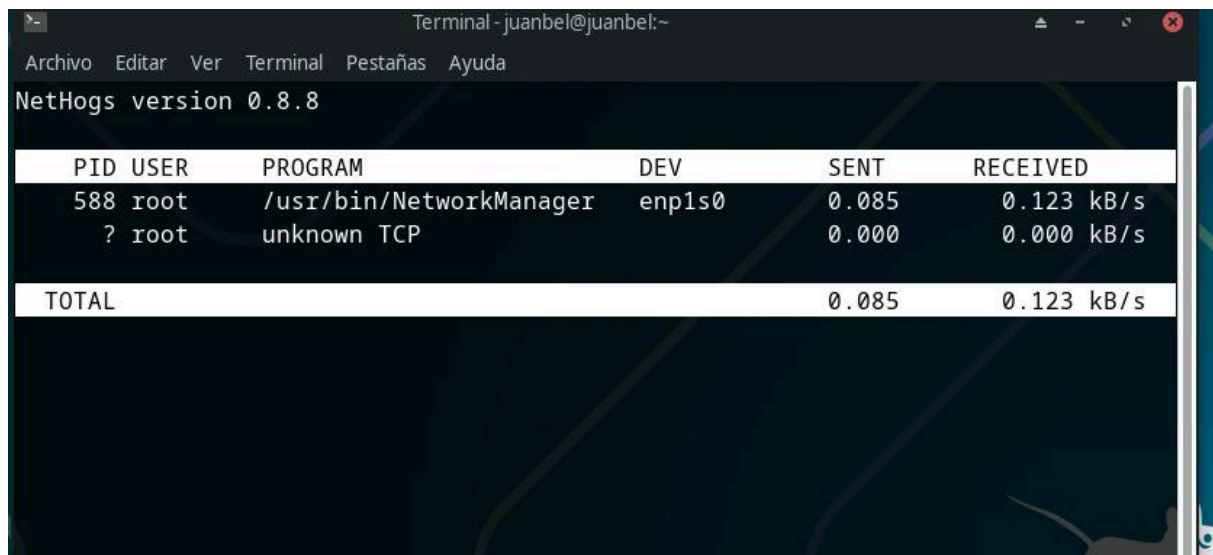 Terminal - juanbel@juanbel:~
Archivo Editar Ver Terminal Pestañas Ayuda
NetHogs version 0.8.8
PID USER PROGRAM DEV SENT RECEIVED
588 root /usr/bin/NetworkManager enp1s0 0.085 0.123 kB/s
? root unknown TCP 0.000 0.000 kB/s
TOTAL 0.085 0.123 kB/s